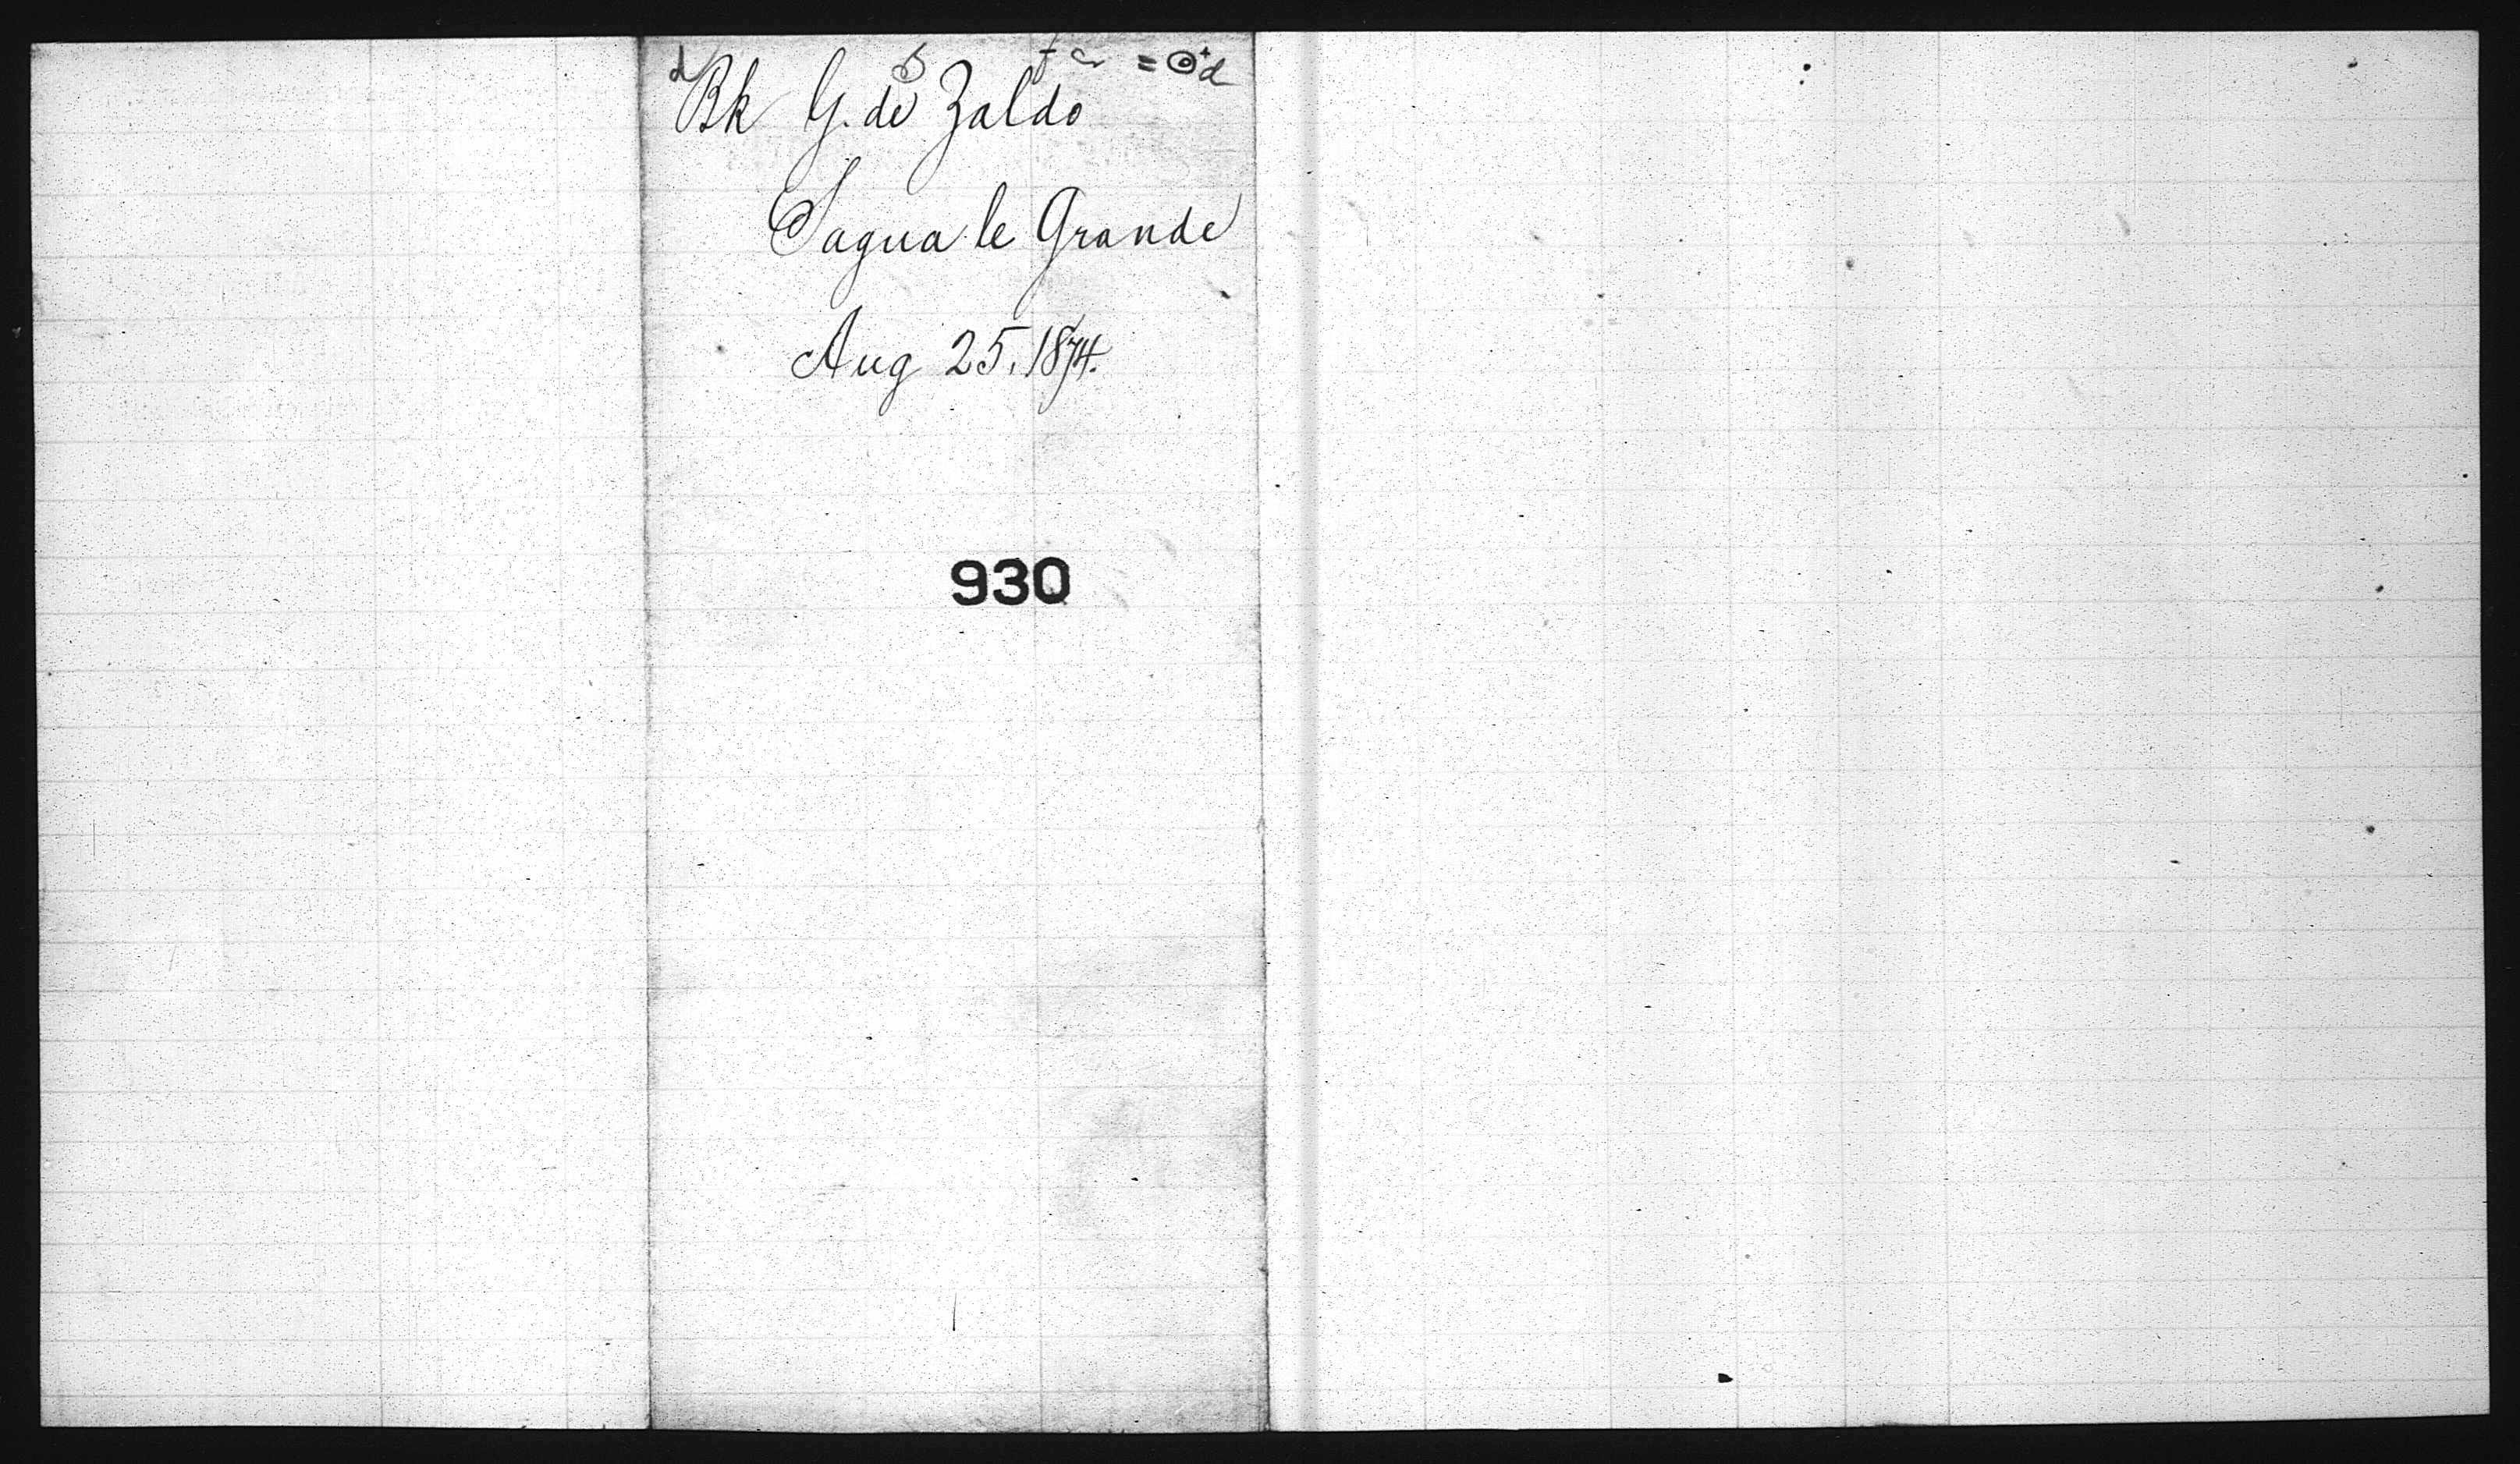 Bk G. de Zaldo
Sagua le Grande
Aug 25. 1874.
930